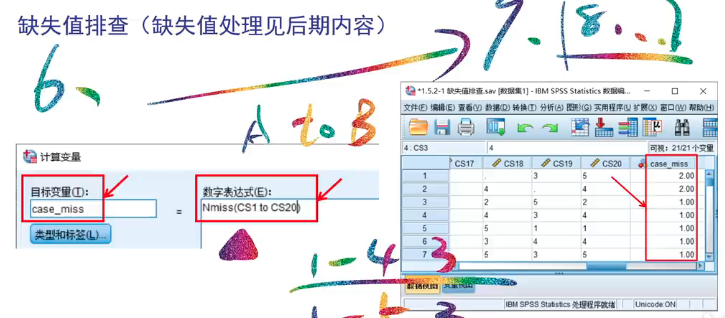 缺失值排查（缺失值处理见后期内容）
6、
7、[8...]
A to B
计算变量
目标变量(T)：
数字表达式(E)：
case_miss
=
Nmiss(CS1 to CS20)
类型和标签(L)...
1-4 3
*1.5.2-1 缺失值排查.sav [数据集1] - IBM SPSS Statistics 数据编...
文件(F) 编辑(E) 查看(V) 数据(D) 转换(T) 分析(A) 图形(G) 实用程序(U) 扩展(X) 窗口(W) 帮助(H)
4 : CS3 4 可视：21/21 个变量
CS17 CS18 CS19 CS20 case_miss
1 . 3 5 2.00
2 4 . 4 2.00
3 2 5 2 1.00
4 4 3 4 1.00
5 5 1 1 1.00
6 3 4 4 1.00
7 5 3 5 1.00
数据视图 变量视图
IBM SPSS Statistics 处理程序就绪 Unicode:ON